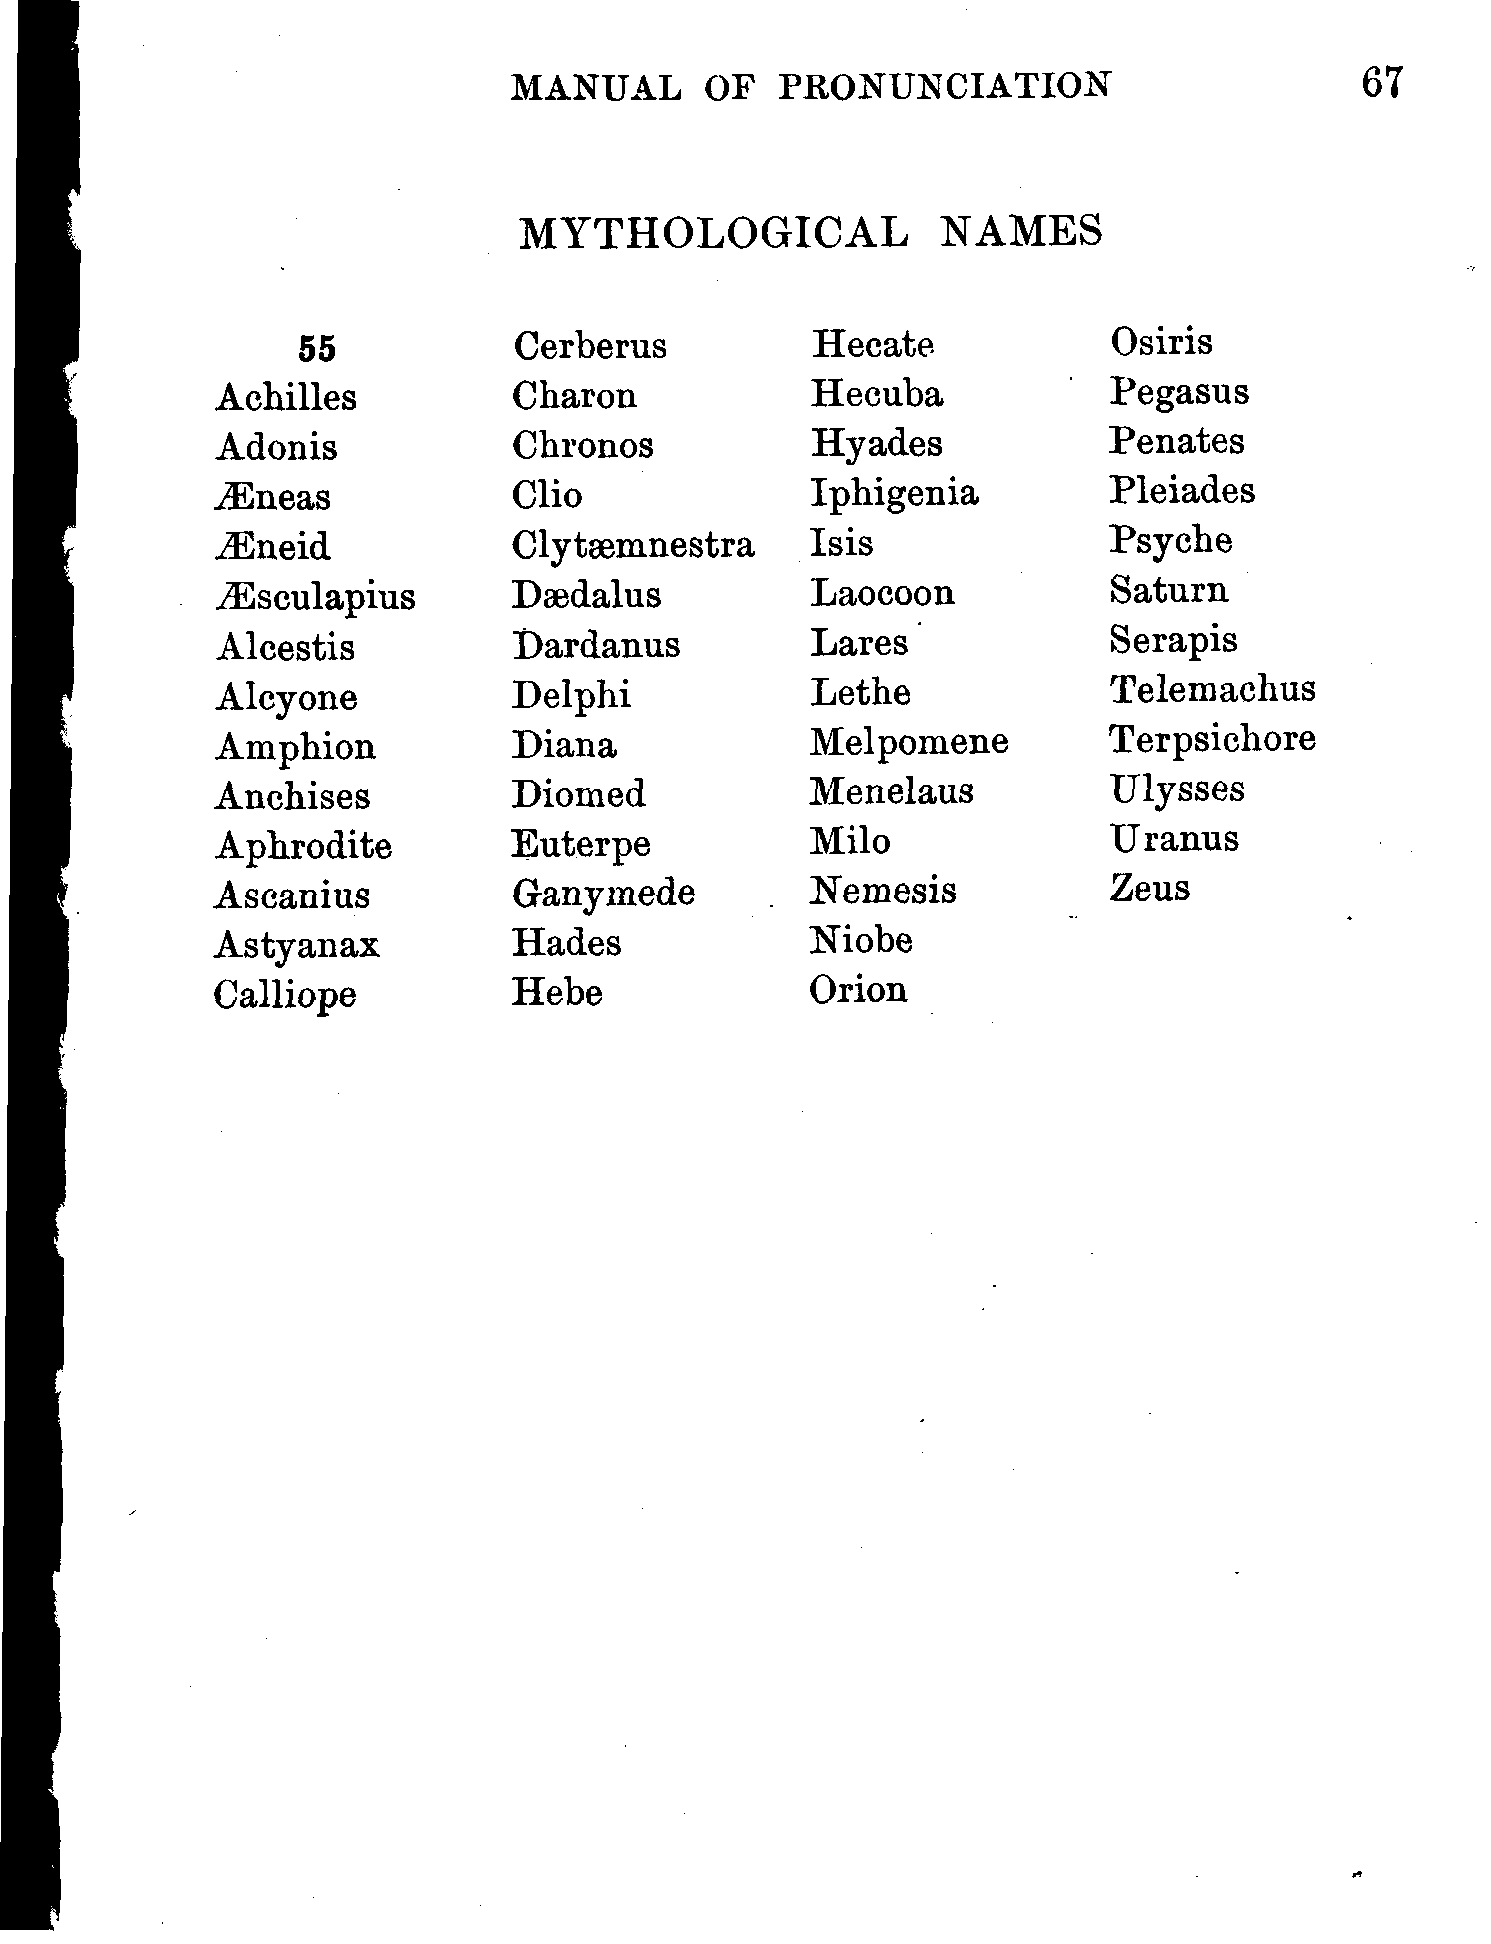 MANUAL OF PRONUNCIATION 67
MYTHOLOGICAL NAMES
55
Achilles
Adonis
Æneas
Æneid
Æsculapius
Alcestis
Alcyone
Amphion
Anchises
Aphrodite
Ascanius
Astyanax
Calliope
Cerberus
Charon
Chronos
Clio
Clytæmnestra
Dædalus
Dardanus
Delphi
Diana
Diomed
Euterpe
Ganymede
Hades
Hebe
Hecate
Hecuba
Hyades
Iphigenia
Isis
Laocoon
Lares
Lethe
Melpomene
Menelaus
Milo
Nemesis
Niobe
Orion
Osiris
Pegasus
Penates
Pleiades
Psyche
Saturn
Serapis
Telemachus
Terpsichore
Ulysses
Uranus
Zeus